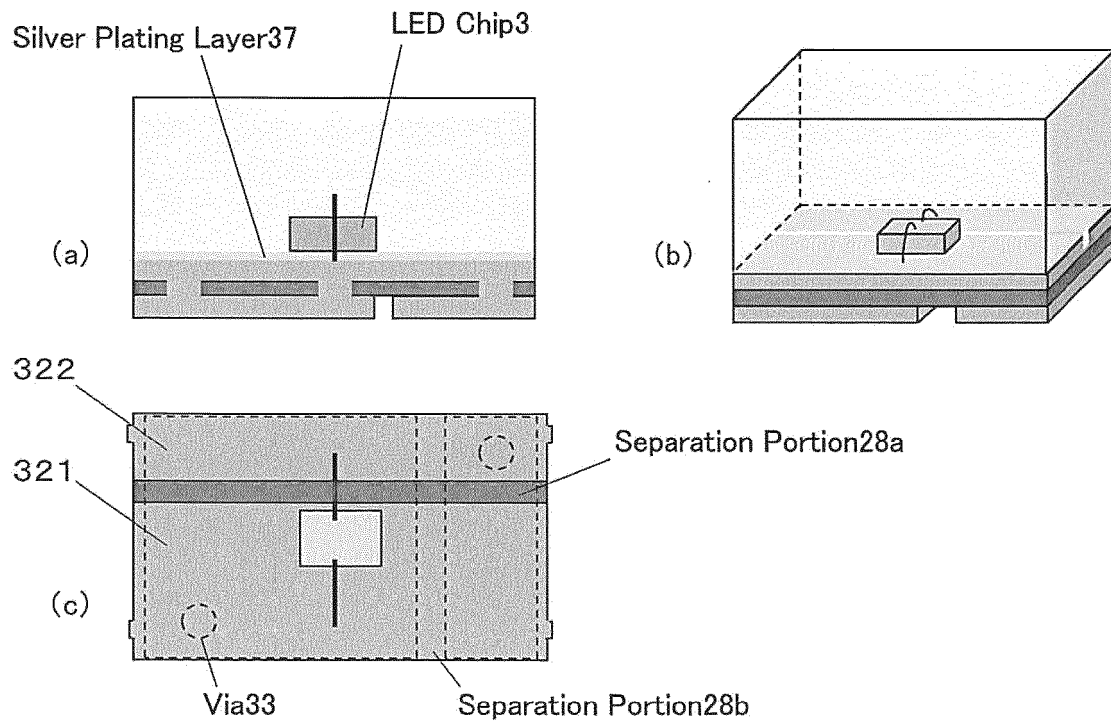 Silver Plating Layer37
LED Chip3
(a)
(b)
322
321
Separation Portion28a
(c)
Via33
Separation Portion28b